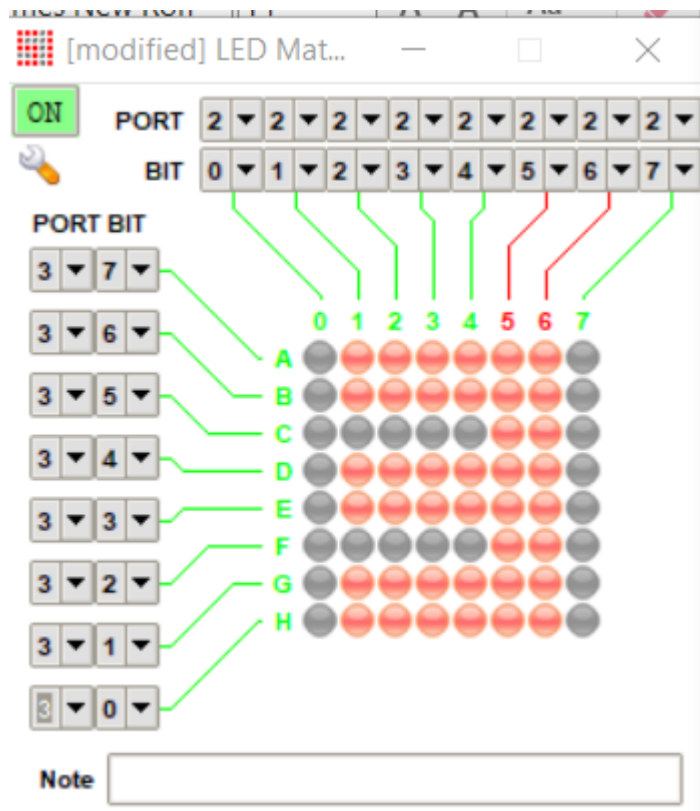 [modified] LED Mat...
ON
PORT 2 2 2 2 2 2 2 2
BIT 0 1 2 3 4 5 6 7
PORT BIT
3 7
0 1 2 3 4 5 6 7
3 6
A
B
3 5
C
3 4
D
E
3 3
F
3 2
G
H
3 1
3 0
Note